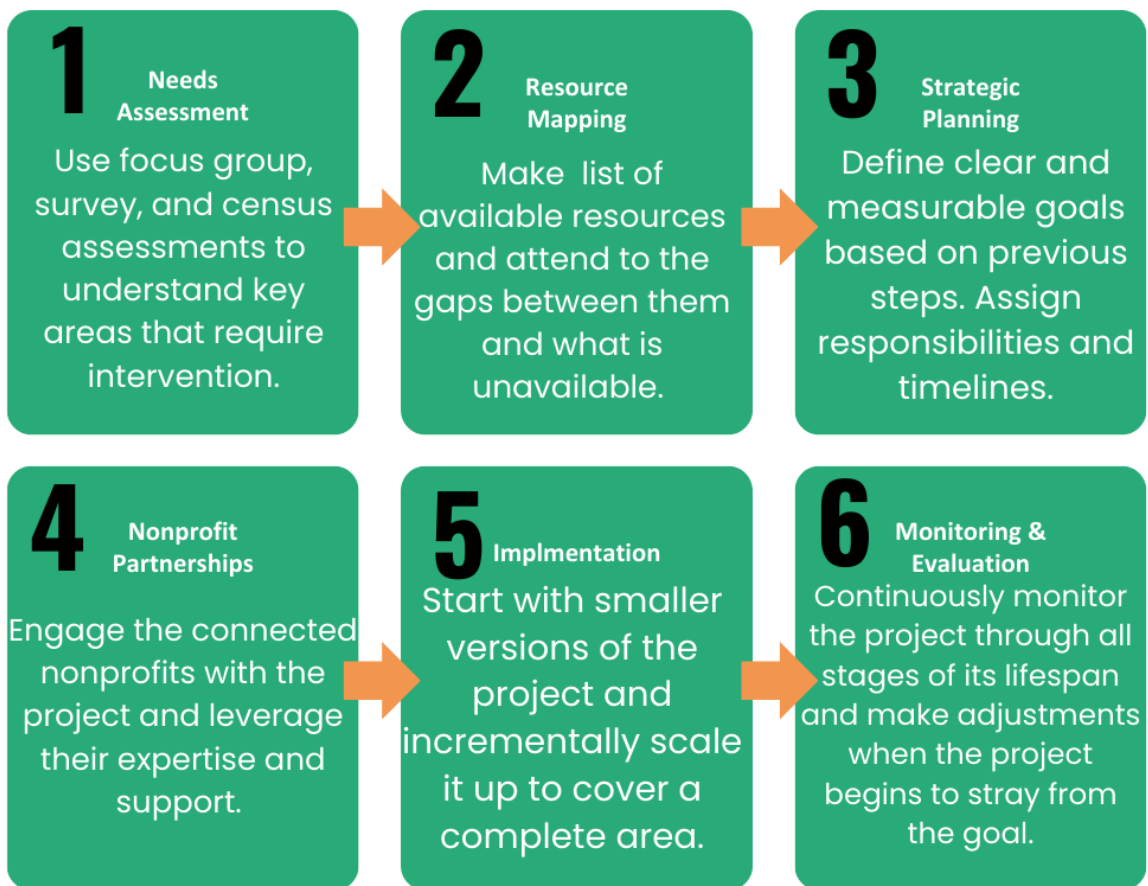 1
Needs
Assessment
Use focus group,
survey, and census
assessments to
understand key
areas that require
intervention.
2
Resource
Mapping
Make list of
available resources
and attend to the
gaps between them
and what is
unavailable.
3
Strategic
Planning
Define clear and
measurable goals
based on previous
steps. Assign
responsibilities and
timelines.
4
Nonprofit
Partnerships
Engage the connected
nonprofits with the
project and leverage
their expertise and
support.
5
Implmentation
Start with smaller
versions of the
project and
incrementally scale
it up to cover a
complete area.
6
Monitoring &
Evaluation
Continuously monitor
the project through all
stages of its lifespan
and make adjustments
when the project
begins to stray from
the goal.